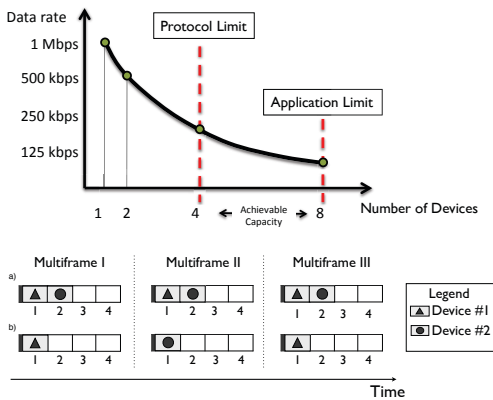 Data rate
Protocol Limit
1 Mbps
500 kbps
Application Limit
250 kbps
125 kbps
1 2 4 Achievable Capacity 8 Number of Devices
Multiframe I Multiframe II Multiframe III
a)
1 2 3 4 1 2 3 4 1 2 3 4
b)
1 2 3 4 1 2 3 4 1 2 3 4
Legend
Device #1
Device #2
Time